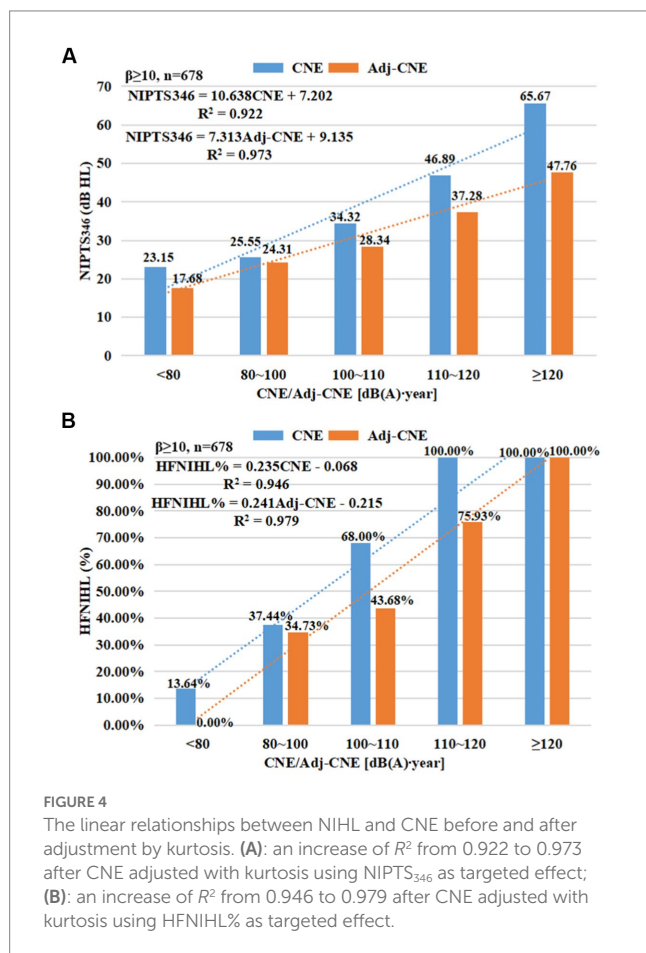 A
β≥10, n=678
CNE Adj-CNE
NIPTS346 = 10.638CNE + 7.202
R² = 0.922
NIPTS346 = 7.313Adj-CNE + 9.135
R² = 0.973
NIPTS346 (dB HL)
70
60
50
40
30
20
10
0
23.15
17.68
25.55
24.31
34.32
28.34
46.89
37.28
65.67
47.76
<80
80~100
100~110
110~120
≥120
CNE/Adj-CNE [dB(A)·year]
B
β≥10, n=678
CNE Adj-CNE
HFNIHL% = 0.235CNE - 0.068
R² = 0.946
HFNIHL% = 0.241Adj-CNE - 0.215
R² = 0.979
HFNIHL (%)
100.00%
90.00%
80.00%
70.00%
60.00%
50.00%
40.00%
30.00%
20.00%
10.00%
0.00%
13.64%
0.00%
37.44%
34.73%
68.00%
43.68%
100.00%
75.93%
100.00%
100.00%
<80
80~100
100~110
110~120
≥120
CNE/Adj-CNE [dB(A)·year]
FIGURE 4
The linear relationships between NIHL and CNE before and after
adjustment by kurtosis. (A): an increase of R² from 0.922 to 0.973
after CNE adjusted with kurtosis using NIPTS₃₄₆ as targeted effect;
(B): an increase of R² from 0.946 to 0.979 after CNE adjusted with
kurtosis using HFNIHL% as targeted effect.